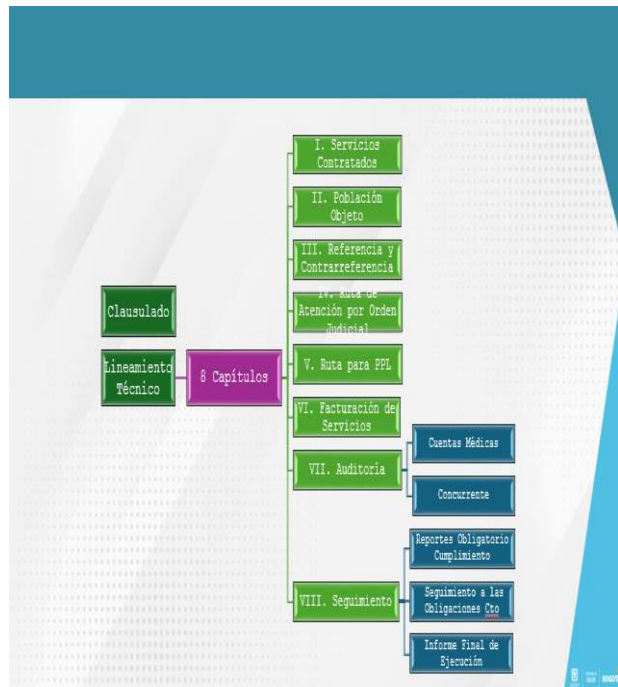 Clausulado
Lineamiento
Técnico
8 Capítulos
I. Servicios
Contratados
II. Población
Objeto
III. Referencia y
Contrarreferencia
IV. Ruta de
Atención por Orden
Judicial
V. Ruta para PPL
VI. Facturación de
Servicios
VII. Auditoría
Cuentas Médicas
Concurrente
VIII. Seguimiento
Reportes Obligatorio
Cumplimiento
Seguimiento a las
Obligaciones Cto
Informe Final de
Ejecución
BOGOTÁ